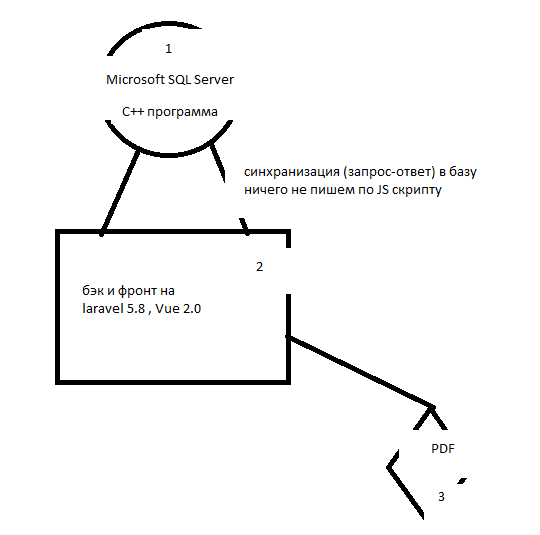 1
Microsoft SQL Server
C++ программа
синхранизация (запрос-ответ) в базу
ничего не пишем по JS скрипту
2
бэк и фронт на
laravel 5.8 , Vue 2.0
PDF
3